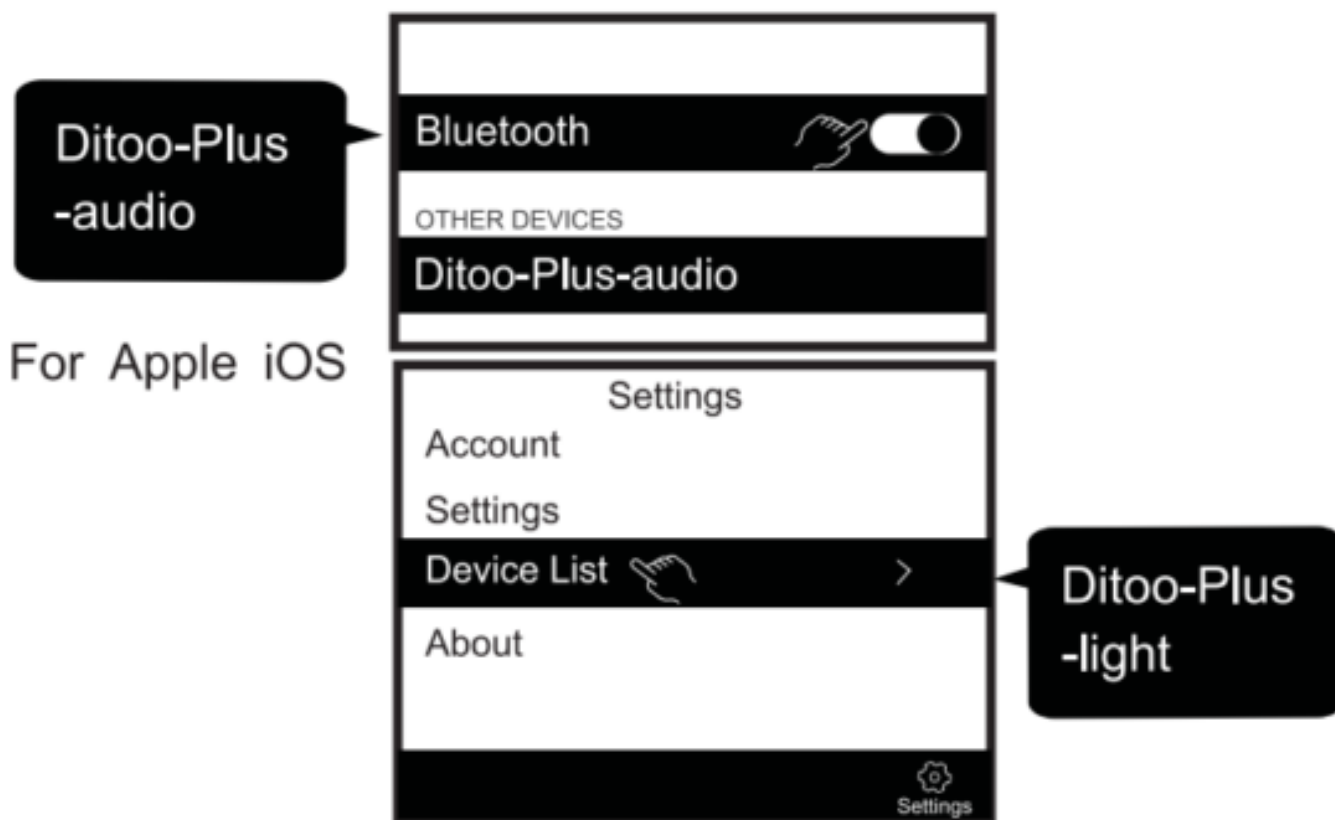 Ditoo-Plus
-audio
For Apple iOS
Bluetooth
OTHER DEVICES
Ditoo-Plus-audio
Settings
Account
Settings
Device List >
About
Settings
Ditoo-Plus
-light